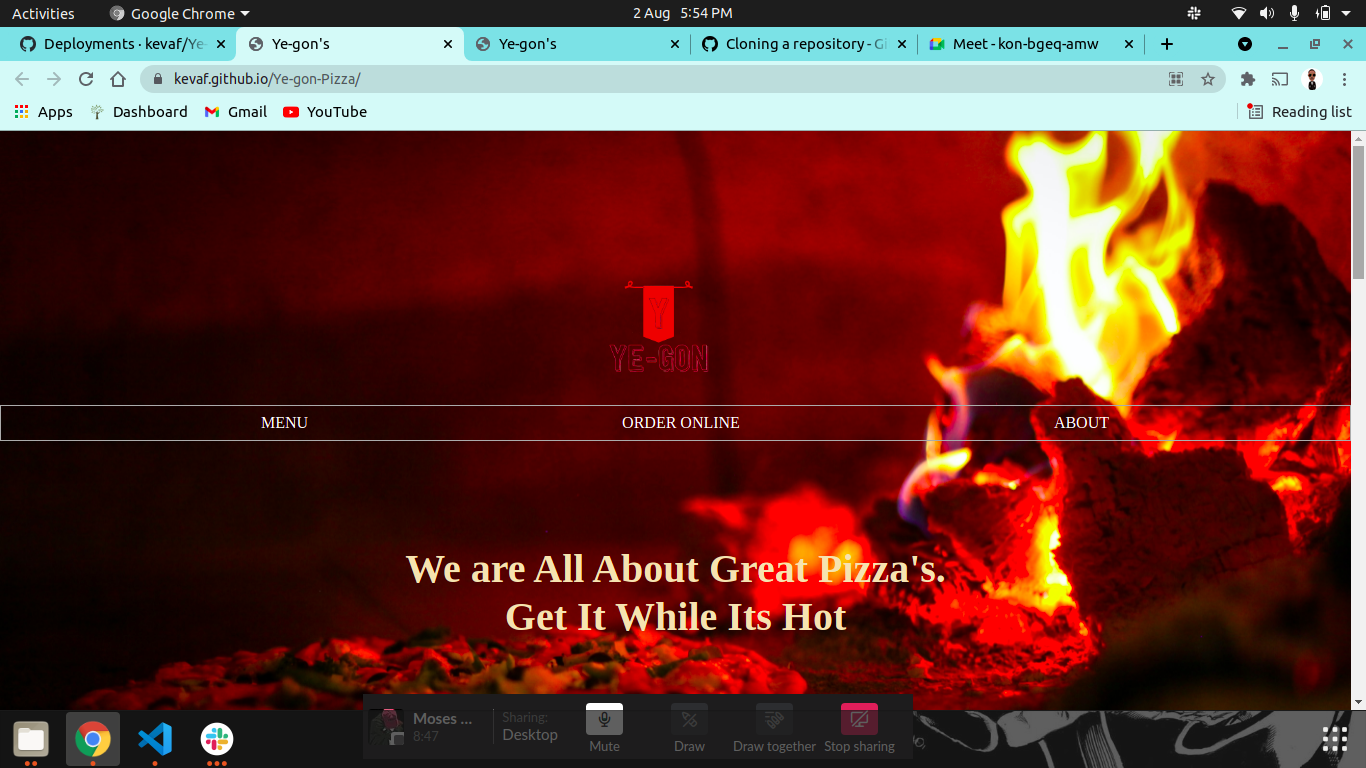 Activities
Google Chrome
2 Aug 5:54 PM
Deployments · kevaf/Ye-
Ye-gon's
Ye-gon's
Cloning a repository - Gi
Meet - kon-bgeq-amw
kevaf.github.io/Ye-gon-Pizza/
Apps
Dashboard
Gmail
YouTube
Reading list
Y
YE-GON
MENU
ORDER ONLINE
ABOUT
We are All About Great Pizza's.
Get It While Its Hot
Moses ...
8:47
Sharing:
Desktop
Mute
Draw
Draw together
Stop sharing